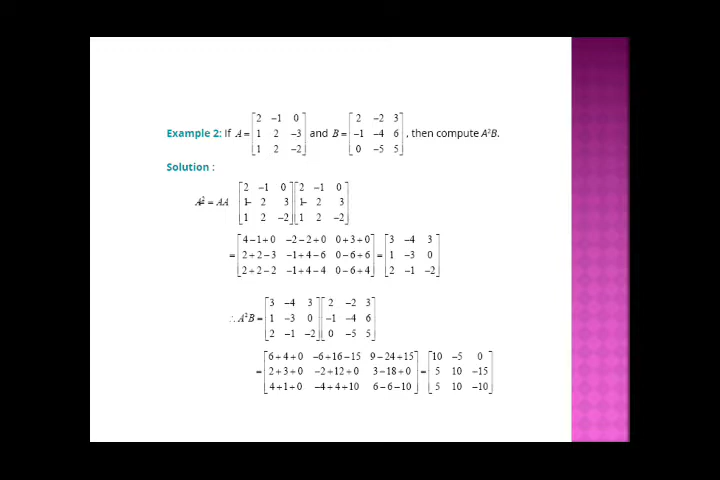 2 −1 0 2 −2 3
Example 2: If A = 1 2 −3 and B = −1 −4 6 , then compute A²B.
1 2 −2 0 −5 5
Solution :
2 −1 0 2 −1 0
A² = AA 1− 2 3 1− 2 3
1 2 −2 1 2 −2
4−1+0 −2−2+0 0+3+0 3 −4 3
= 2+2−3 −1+4−6 0−6+6 = 1 −3 0
2+2−2 −1+4−4 0−6+4 2 −1 −2
3 −4 3 2 −2 3
∴ A²B = 1 −3 0 −1 −4 6
2 −1 −2 0 −5 5
6+4+0 −6+16−15 9−24+15 10 −5 0
= 2+3+0 −2+12+0 3−18+0 = 5 10 −15
4+1+0 −4+4+10 6−6−10 5 10 −10